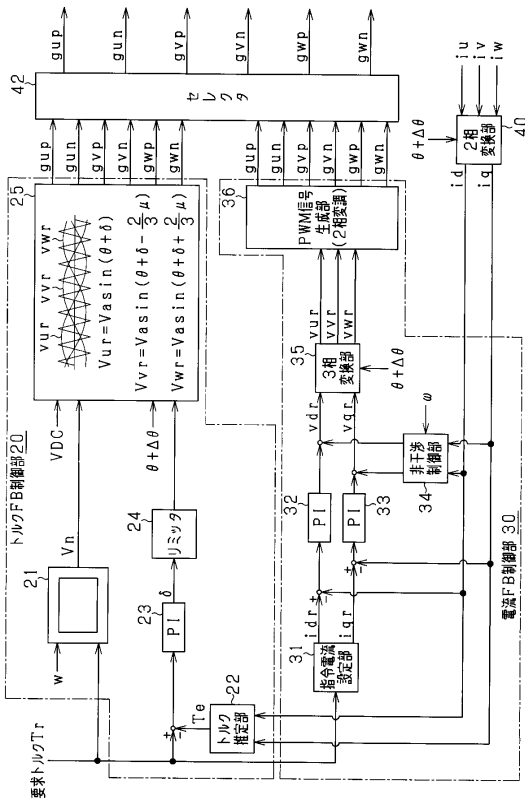 要求トルクTr
トルクFB制御部 20
w
21
Vn
VDC
22
トルク
推定部
Te
±
23
PI
δ
24
リミッタ
θ+Δθ
25
vur vvr vwr
Vur=Vasin(θ+δ)
Vvr=Vasin(θ+δ-2/3μ)
Vwr=Vasin(θ+δ+2/3μ)
gup
gun
gvp
gvn
gwp
gwn
42
セレクタ
gup
gun
gvp
gvn
gwp
gwn
電流FB制御部 30
31
指令電流
設定部
idr
iqr
±
±
32
PI
33
PI
34
非干渉
制御部
ω
vdr
vqr
35
3相
変換部
θ+Δθ
vur
vvr
vwr
36
PWM信号
生成部
(2相変調)
gup
gun
gvp
gvn
gwp
gwn
id
iq
40
2相
変換部
θ+Δθ
iu
iv
iw